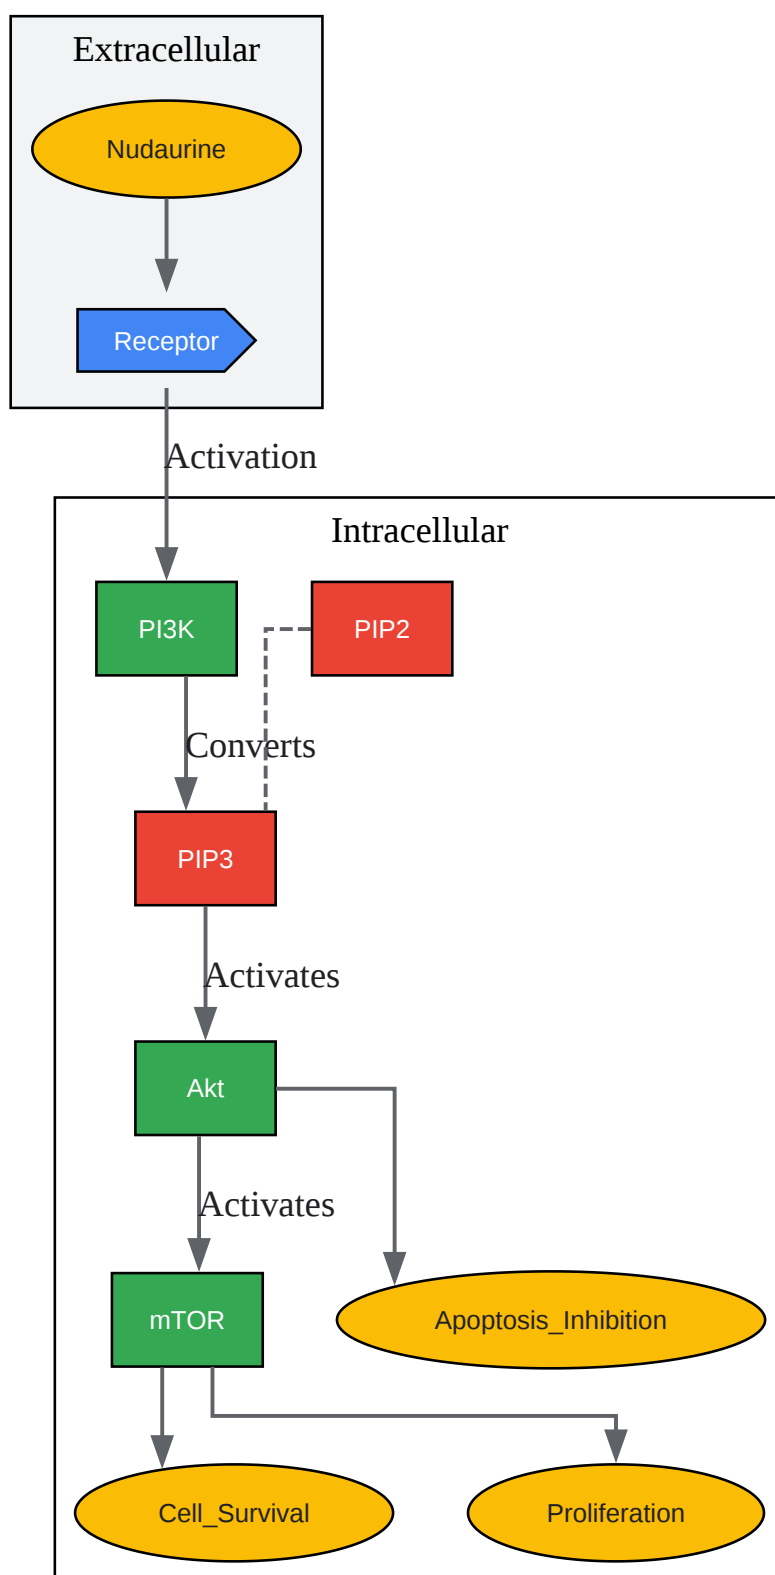 Extracellular
Nudaurine
Receptor
Activation
Intracellular
PI3K
PIP2
Converts
PIP3
Activates
Akt
Activates
mTOR
Apoptosis_Inhibition
Cell_Survival
Proliferation